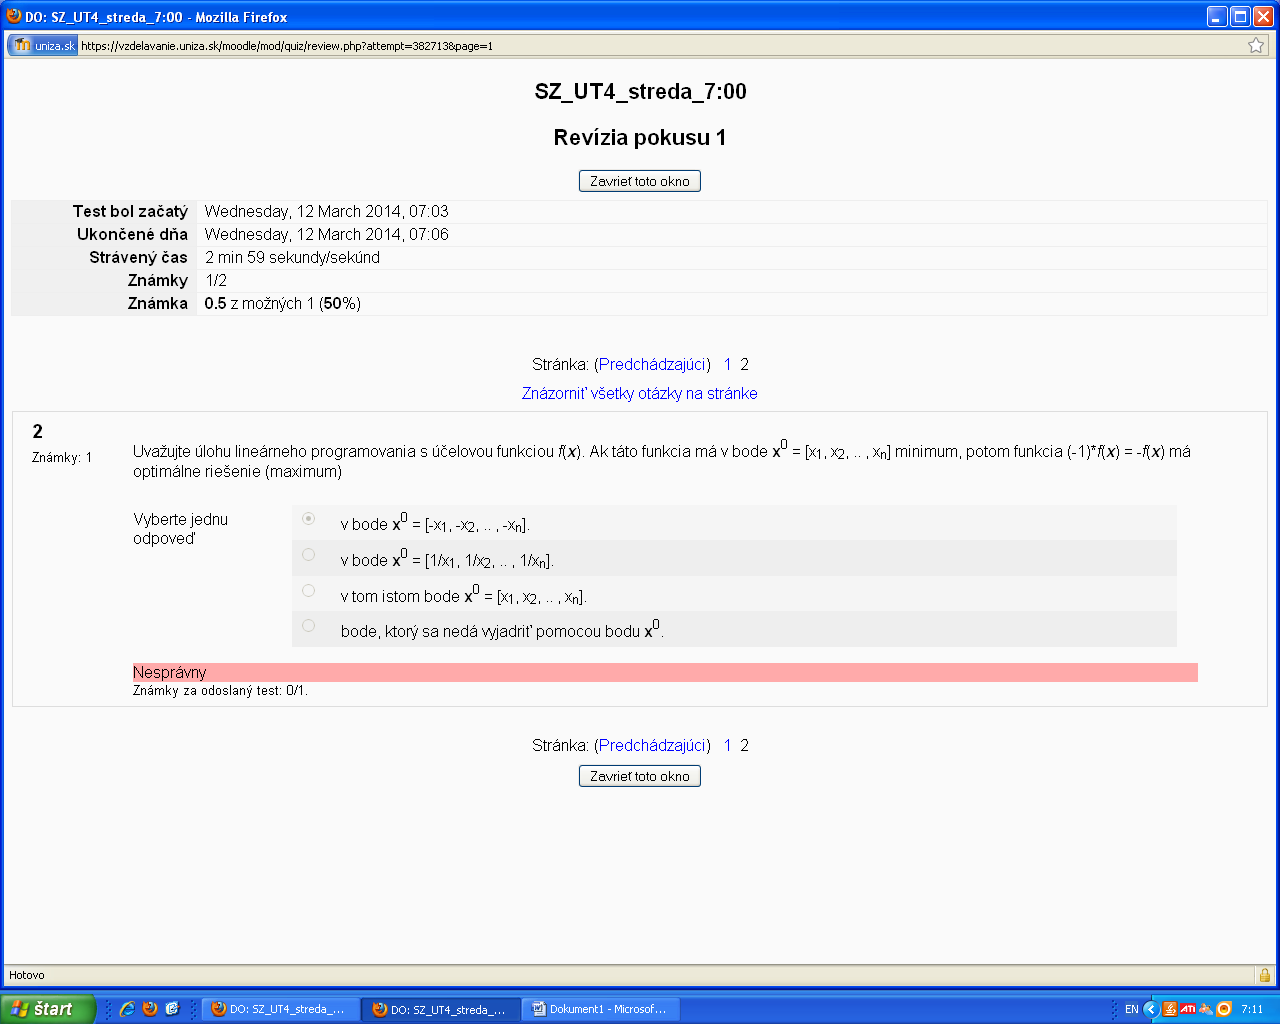 DO: SZ_UT4_streda_7:00 - Mozilla Firefox
uniza.sk https://vzdelavanie.uniza.sk/moodle/mod/quiz/review.php?attempt=382713&page=1
SZ_UT4_streda_7:00
Revízia pokusu 1
Zavrieť toto okno
Test bol začatý Wednesday, 12 March 2014, 07:03
Ukončené dňa Wednesday, 12 March 2014, 07:06
Strávený čas 2 min 59 sekundy/sekúnd
Známky 1/2
Známka 0.5 z možných 1 (50%)
Stránka: (Predchádzajúci) 1 2
Znázorniť všetky otázky na stránke
2
Známky: 1
Uvažujte úlohu lineárneho programovania s účelovou funkciou f(x). Ak táto funkcia má v bode x⁰ = [x₁, x₂, .. , xₙ] minimum, potom funkcia (-1)*f(x) = -f(x) má
optimálne riešenie (maximum)
Vyberte jednu
odpoveď
v bode x⁰ = [-x₁, -x₂, .. , -xₙ].
v bode x⁰ = [1/x₁, 1/x₂, .. , 1/xₙ].
v tom istom bode x⁰ = [x₁, x₂, .. , xₙ].
bode, ktorý sa nedá vyjadriť pomocou bodu x⁰.
Nesprávny
Známky za odoslaný test: 0/1.
Stránka: (Predchádzajúci) 1 2
Zavrieť toto okno
Hotovo
štart DO: SZ_UT4_streda_... DO: SZ_UT4_streda_... Dokument1 - Microsof... EN ATI 7:11